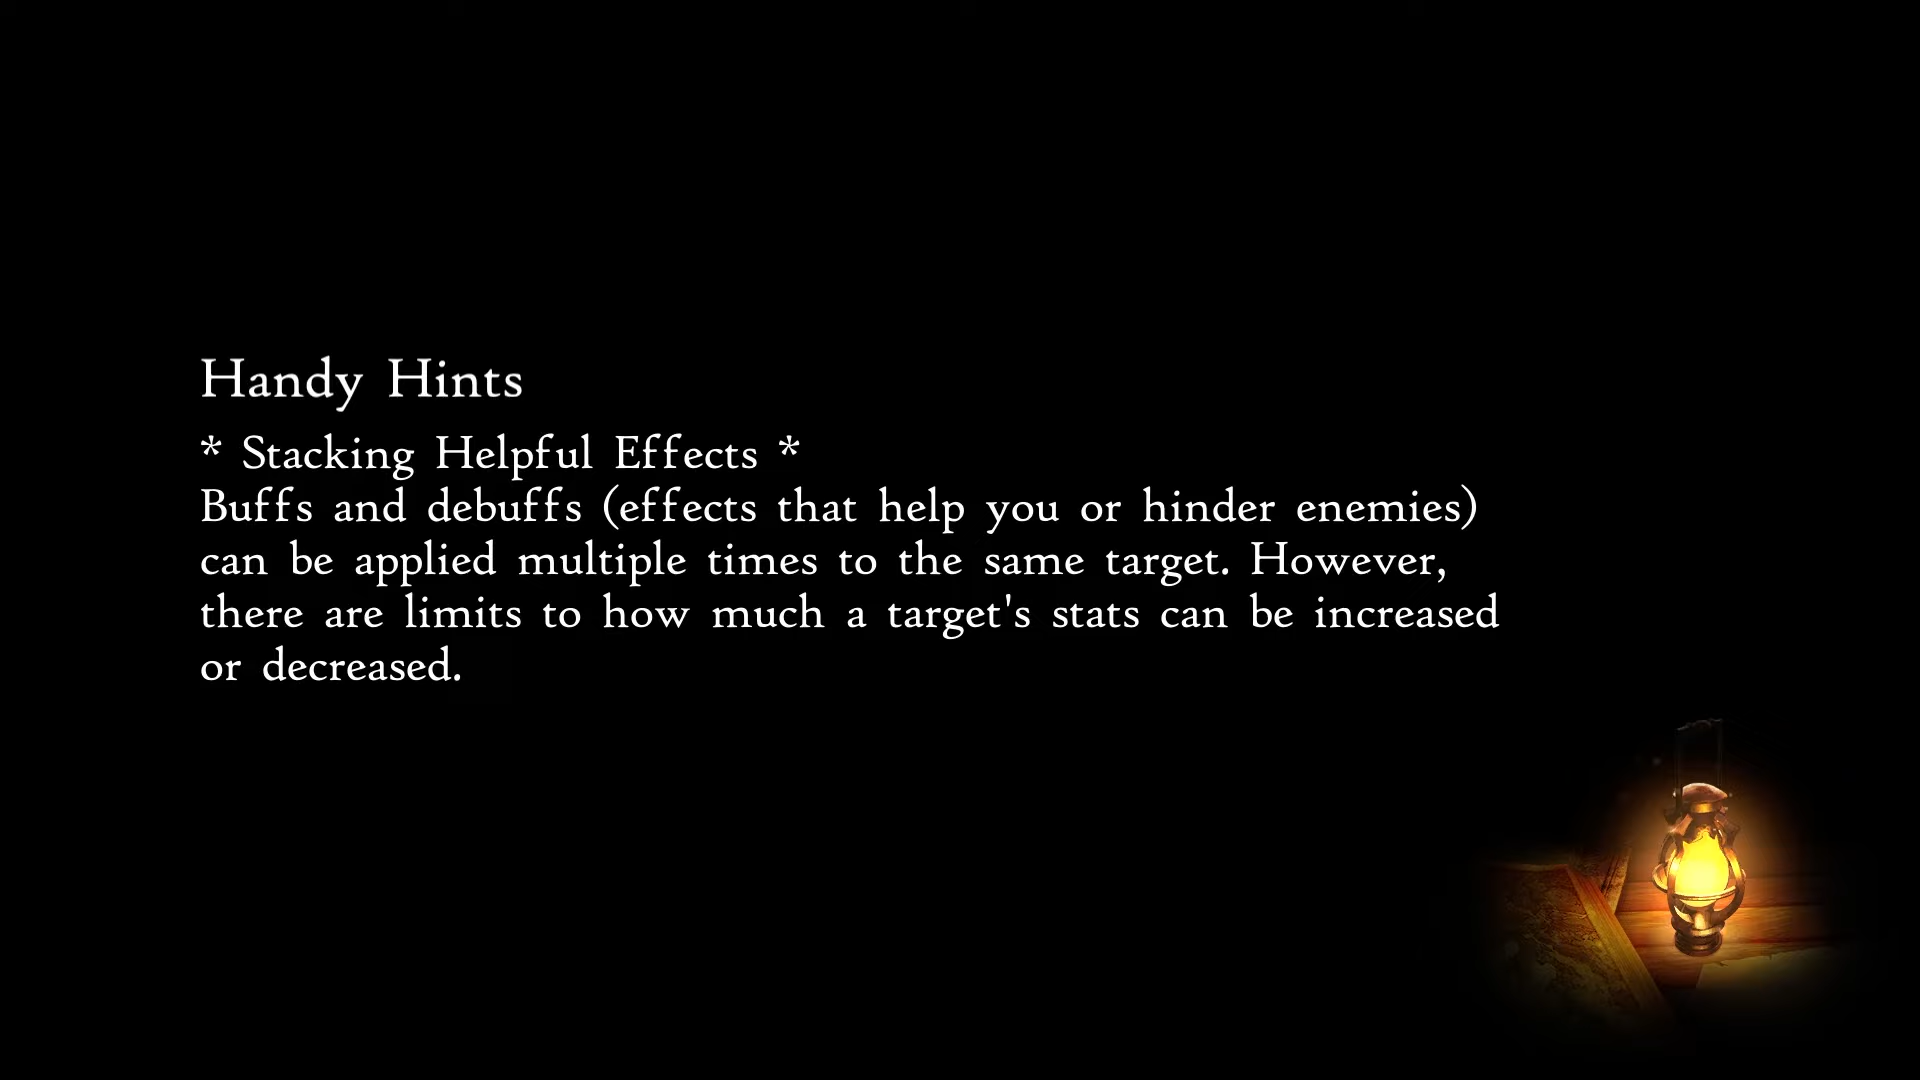 Handy Hints
* Stacking Helpful Effects *
Buffs and debuffs (effects that help you or hinder enemies)
can be applied multiple times to the same target. However,
there are limits to how much a target's stats can be increased
or decreased.